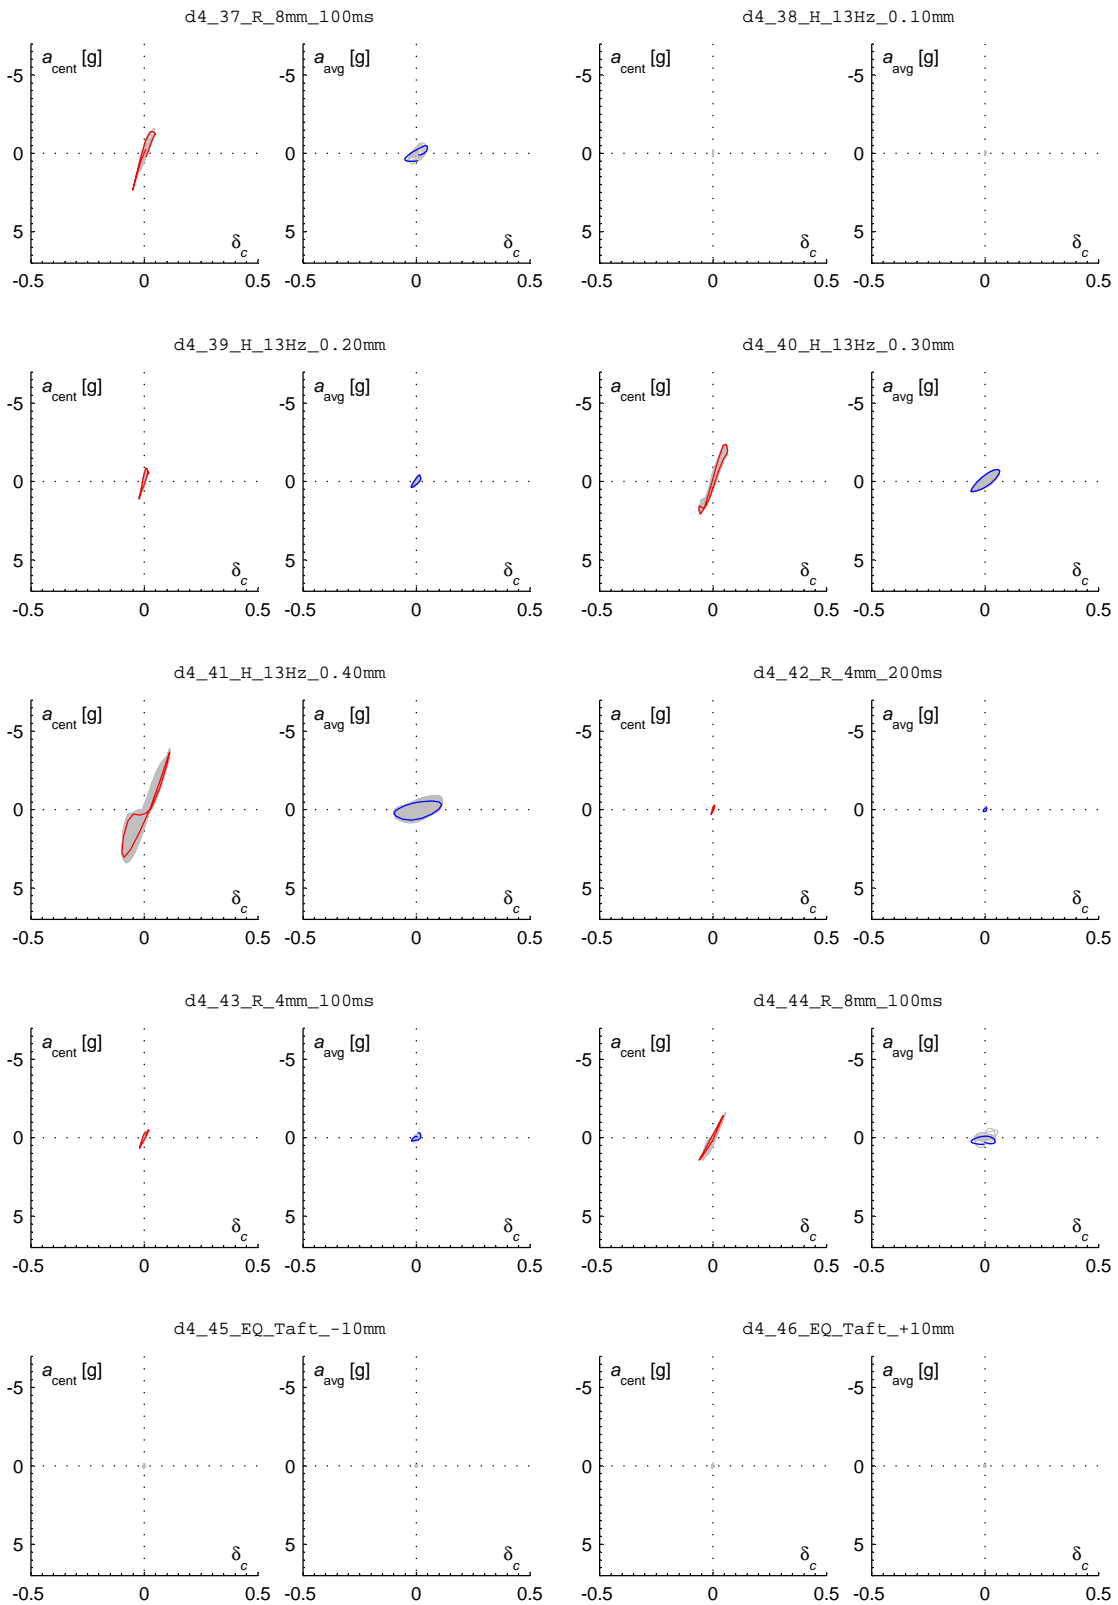 d4_37_R_8mm_100ms
d4_38_H_13Hz_0.10mm
a_cent [g] a_avg [g] a_cent [g] a_avg [g]
-5 -5
0 0 0 0
5 5
δ_c δ_c δ_c δ_c
-0.5 0 0.5 -0.5 0 0.5 -0.5 0 0.5 -0.5 0 0.5
d4_39_H_13Hz_0.20mm
d4_40_H_13Hz_0.30mm
a_cent [g] a_avg [g] a_cent [g] a_avg [g]
-5 -5 -5 -5
0 0 0 0
5 5 5 5
δ_c δ_c δ_c δ_c
-0.5 0 0.5 -0.5 0 0.5 -0.5 0 0.5 -0.5 0 0.5
d4_41_H_13Hz_0.40mm
d4_42_R_4mm_200ms
a_cent [g] a_avg [g] a_cent [g] a_avg [g]
-5 -5 -5 -5
0 0 0 0
5 5 5 5
δ_c δ_c δ_c δ_c
-0.5 0 0.5 -0.5 0 0.5 -0.5 0 0.5 -0.5 0 0.5
d4_43_R_4mm_100ms
d4_44_R_8mm_100ms
a_cent [g] a_avg [g] a_cent [g] a_avg [g]
-5 -5 -5 -5
0 0 0 0
5 5 5 5
δ_c δ_c δ_c δ_c
-0.5 0 0.5 -0.5 0 0.5 -0.5 0 0.5 -0.5 0 0.5
d4_45_EQ_Taft_-10mm
d4_46_EQ_Taft_+10mm
a_cent [g] a_avg [g] a_cent [g] a_avg [g]
-5 -5 -5 -5
0 0 0 0
5 5 5 5
δ_c δ_c δ_c δ_c
-0.5 0 0.5 -0.5 0 0.5 -0.5 0 0.5 -0.5 0 0.5